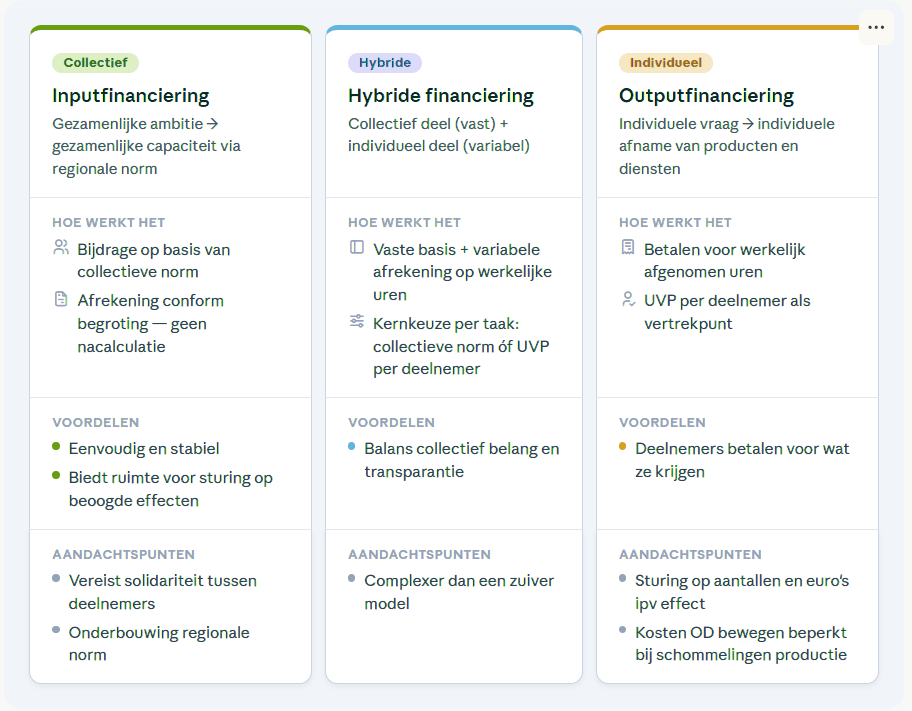 Collectief
Inputfinanciering
Gezamenlijke ambitie →
gezamenlijke capaciteit via
regionale norm
HOE WERKT HET
Bijdrage op basis van
collectieve norm
Afrekening conform
begroting — geen
nacalculatie
VOORDELEN
Eenvoudig en stabiel
Biedt ruimte voor sturing op
beoogde effecten
AANDACHTSPUNTEN
Vereist solidariteit tussen
deelnemers
Onderbouwing regionale
norm
Hybride
Hybride financiering
Collectief deel (vast) +
individueel deel (variabel)
HOE WERKT HET
Vaste basis + variabele
afrekening op werkelijke
uren
Kernkeuze per taak:
collectieve norm óf UVP
per deelnemer
VOORDELEN
Balans collectief belang en
transparantie
AANDACHTSPUNTEN
Complexer dan een zuiver
model
Individueel
Outputfinanciering
Individuele vraag → individuele
afname van producten en
diensten
HOE WERKT HET
Betalen voor werkelijk
afgenomen uren
UVP per deelnemer als
vertrekpunt
VOORDELEN
Deelnemers betalen voor wat
ze krijgen
AANDACHTSPUNTEN
Sturing op aantallen en euro's
ipv effect
Kosten OD bewegen beperkt
bij schommelingen productie